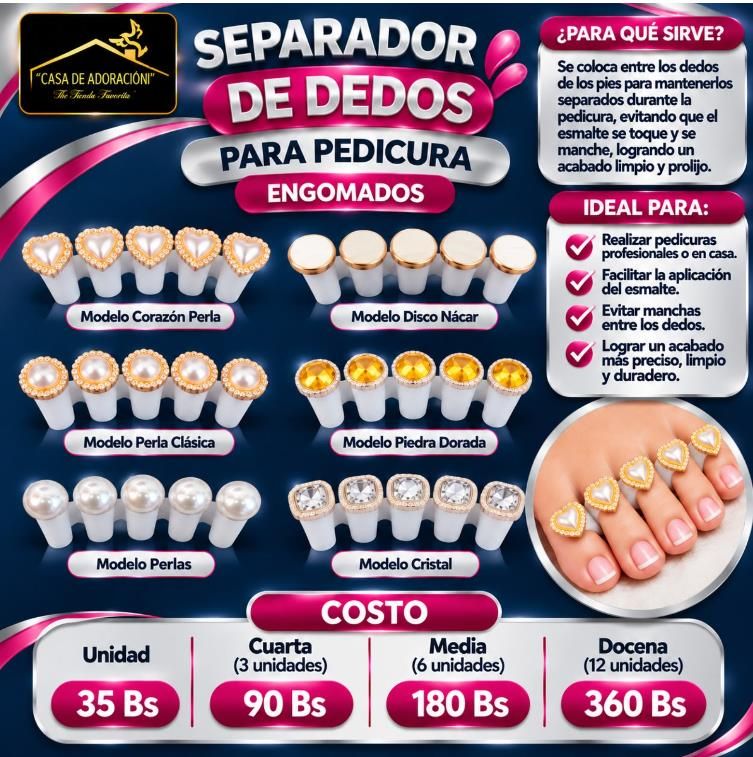 "CASA DE ADORACIÓNI"
The Tienda Favorita
SEPARADOR
DE DEDOS
PARA PEDICURA
ENGOMADOS
¿PARA QUÉ SIRVE?
Se coloca entre los dedos
de los pies para mantenerlos
separados durante la
pedicura, evitando que el
esmalte se toque y se
manche, logrando un
acabado limpio y prolijo.
IDEAL PARA:
Realizar pedicuras
profesionales o en casa.
Facilitar la aplicación
del esmalte.
Evitar manchas
entre los dedos.
Lograr un acabado
más preciso, limpio
y duradero.
Modelo Corazón Perla
Modelo Disco Nácar
Modelo Perla Clásica
Modelo Piedra Dorada
Modelo Perlas
Modelo Cristal
COSTO
Unidad
35 Bs
Cuarta
(3 unidades)
90 Bs
Media
(6 unidades)
180 Bs
Docena
(12 unidades)
360 Bs